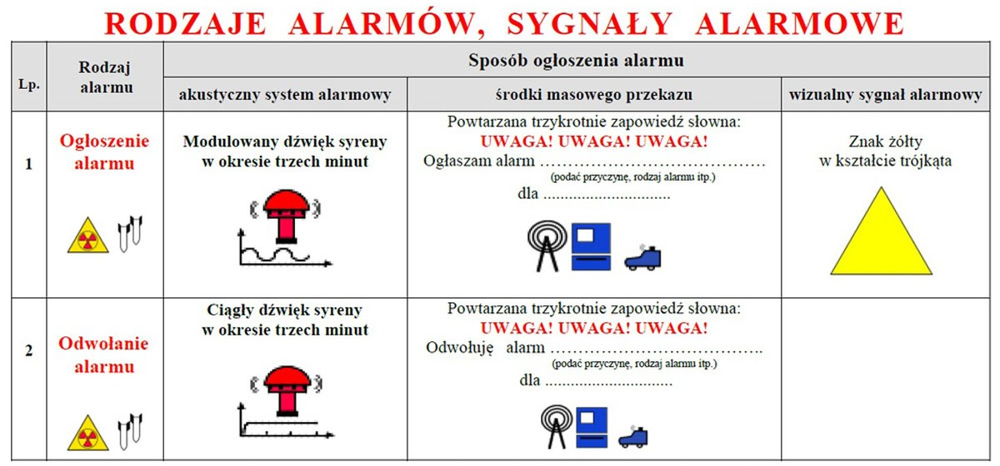 RODZAJE ALARMÓW, SYGNAŁY ALARMOWE
Lp.
Rodzaj
alarmu
Sposób ogłoszenia alarmu
akustyczny system alarmowy
środki masowego przekazu
wizualny sygnał alarmowy
1
Ogłoszenie
alarmu
Modulowany dźwięk syreny
w okresie trzech minut
Powtarzana trzykrotnie zapowiedź słowna:
UWAGA! UWAGA! UWAGA!
Ogłaszam alarm ……………………………………
(podać przyczynę, rodzaj alarmu itp.)
dla ..............................
Znak żółty
w kształcie trójkąta
2
Odwołanie
alarmu
Ciągły dźwięk syreny
w okresie trzech minut
Powtarzana trzykrotnie zapowiedź słowna:
UWAGA! UWAGA! UWAGA!
Odwołuję alarm ………………………………..
(podać przyczynę, rodzaj alarmu itp.)
dla ..............................